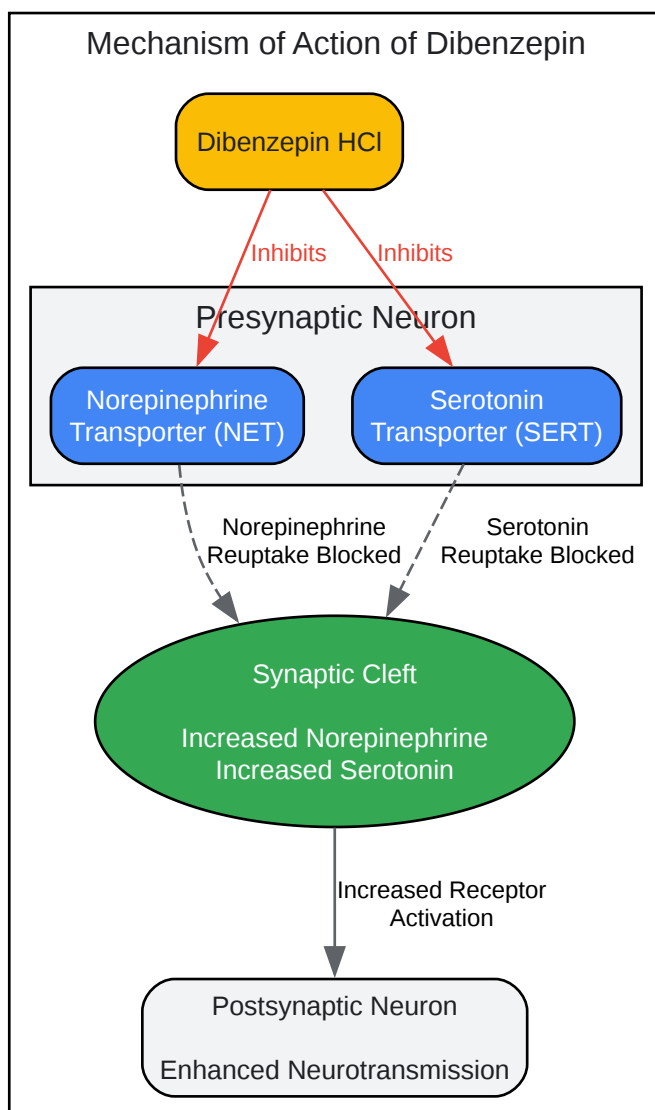 Mechanism of Action of Dibenzepin
Dibenzepin HCl
Inhibits
Inhibits
Presynaptic Neuron
Norepinephrine
Transporter (NET)
Serotonin
Transporter (SERT)
Norepinephrine
Reuptake Blocked
Serotonin
Reuptake Blocked
Synaptic Cleft
Increased Norepinephrine
Increased Serotonin
Increased Receptor
Activation
Postsynaptic Neuron
Enhanced Neurotransmission